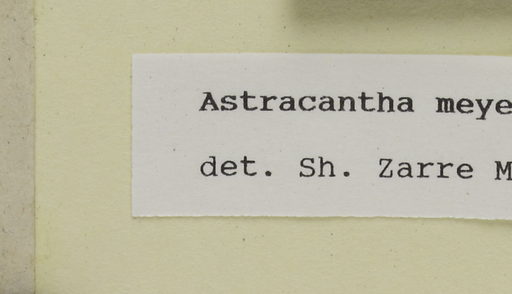 Astracantha meye
det. Sh. Zarre M